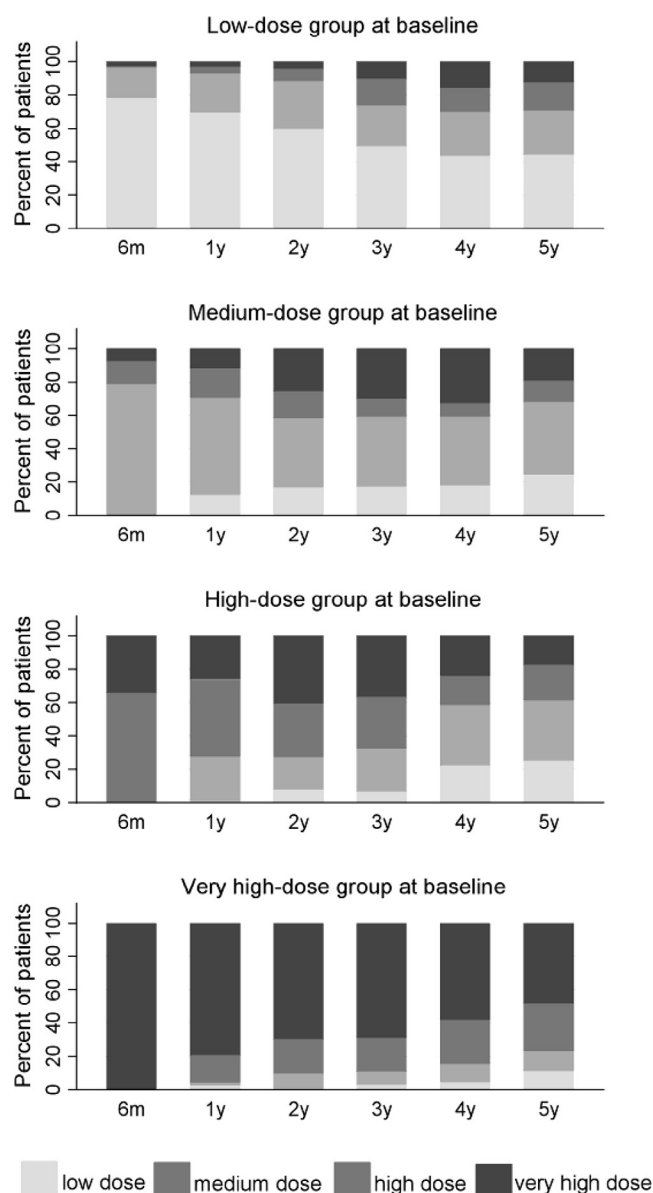 Low-dose group at baseline
Percent of patients
0 20 40 60 80 100
6m 1y 2y 3y 4y 5y
Medium-dose group at baseline
Percent of patients
0 20 40 60 80 100
6m 1y 2y 3y 4y 5y
High-dose group at baseline
Percent of patients
0 20 40 60 80 100
6m 1y 2y 3y 4y 5y
Very high-dose group at baseline
Percent of patients
0 20 40 60 80 100
6m 1y 2y 3y 4y 5y
low dose medium dose high dose very high dose